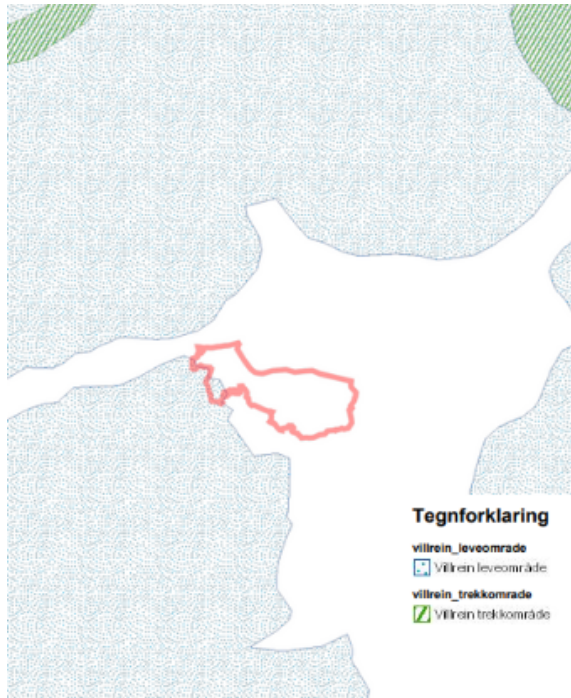 Tegnforklaring
villrein_leveomrade
Villrein leveområde
villrein_trekkomrade
Villrein trekkområde